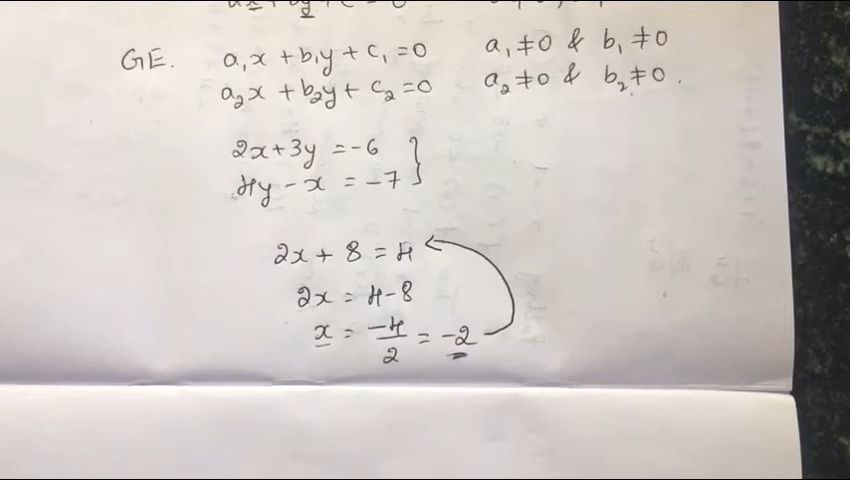 GE. a₁x + b₁y + c₁ = 0 a₁ ≠ 0 & b₁ ≠ 0
a₂x + b₂y + c₂ = 0 a₂ ≠ 0 & b₂ ≠ 0.
2x + 3y = -6 }
4y - x = -7
2x + 8 = 4
2x = 4 - 8
x = -4/2 = -2